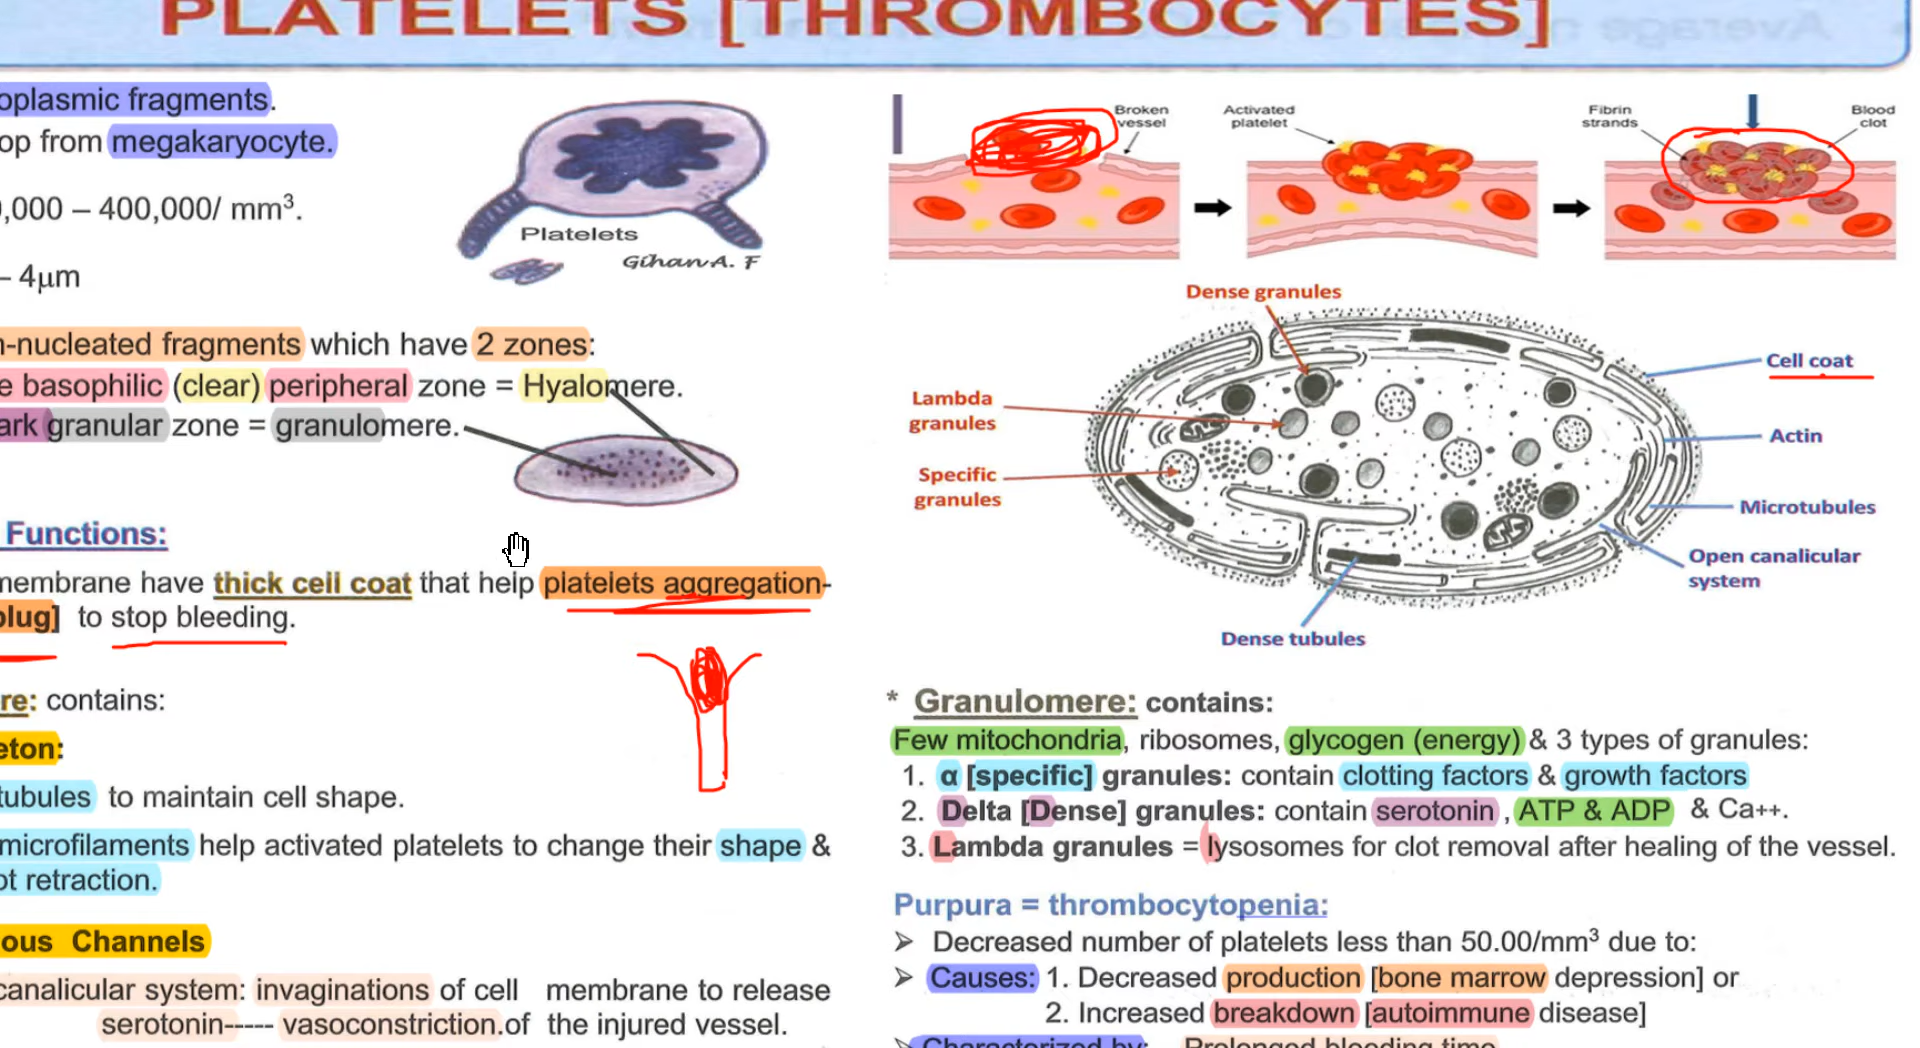 PLATELETS [THROMBOCYTES]
oplasmic fragments.
op from megakaryocyte.
,000 – 400,000/ mm³.
– 4μm
Platelets
Gihan A. F
-nucleated fragments which have 2 zones:
e basophilic (clear) peripheral zone = Hyalomere.
ark granular zone = granulomere.
Functions:
membrane have thick cell coat that help platelets aggregation-
plug] to stop bleeding.
re: contains:
eton:
tubules to maintain cell shape.
microfilaments help activated platelets to change their shape &
ot retraction.
ous Channels
canalicular system: invaginations of cell membrane to release
serotonin----- vasoconstriction.of the injured vessel.
Broken
vessel
Activated
platelet
Fibrin
strands
Blood
clot
Dense granules
Lambda
granules
Specific
granules
Cell coat
Actin
Microtubules
Open canalicular
system
Dense tubules
* Granulomere: contains:
Few mitochondria, ribosomes, glycogen (energy) & 3 types of granules:
1. α [specific] granules: contain clotting factors & growth factors
2. Delta [Dense] granules: contain serotonin , ATP & ADP & Ca++.
3. Lambda granules = lysosomes for clot removal after healing of the vessel.
Purpura = thrombocytopenia:
➢ Decreased number of platelets less than 50.00/mm³ due to:
➢ Causes: 1. Decreased production [bone marrow depression] or
2. Increased breakdown [autoimmune disease]
➢ Characterized by: Prolonged bleeding time